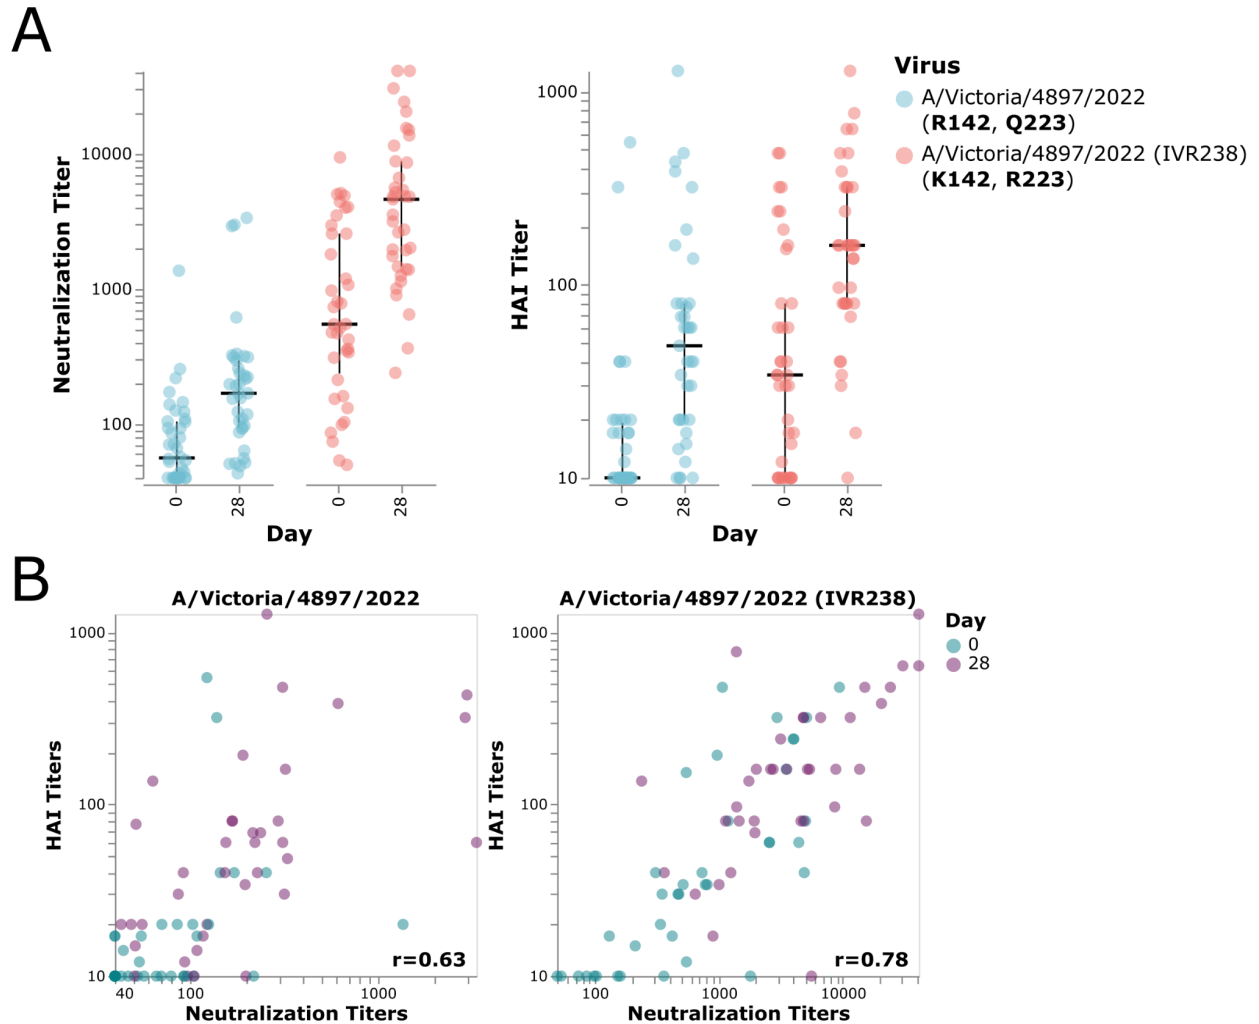 A
Neutralization Titer
10000
1000
100
0
28
0
28
Day
HAI Titer
1000
100
10
0
28
0
28
Day
Virus
A/Victoria/4897/2022
(R142, Q223)
A/Victoria/4897/2022 (IVR238)
(K142, R223)
B
A/Victoria/4897/2022
HAI Titers
1000
100
10
r=0.63
40
100
1000
Neutralization Titers
A/Victoria/4897/2022 (IVR238)
HAI Titers
1000
100
10
r=0.78
100
1000
10000
Neutralization Titers
Day
0
28